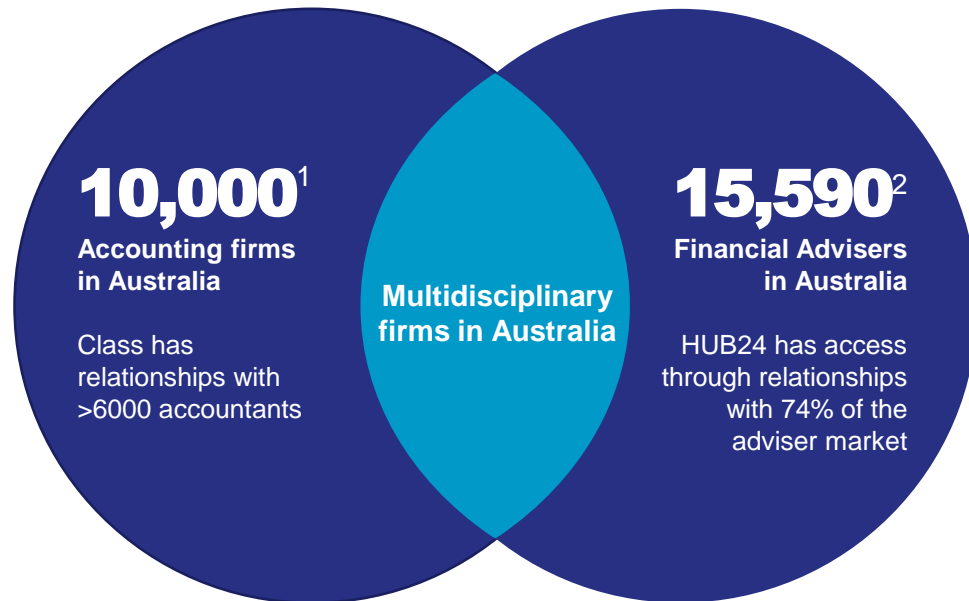 10,000¹
Accounting firms
in Australia
Class has
relationships with
>6000 accountants
Multidisciplinary
firms in Australia
15,590²
Financial Advisers
in Australia
HUB24 has access
through relationships
with 74% of the
adviser market